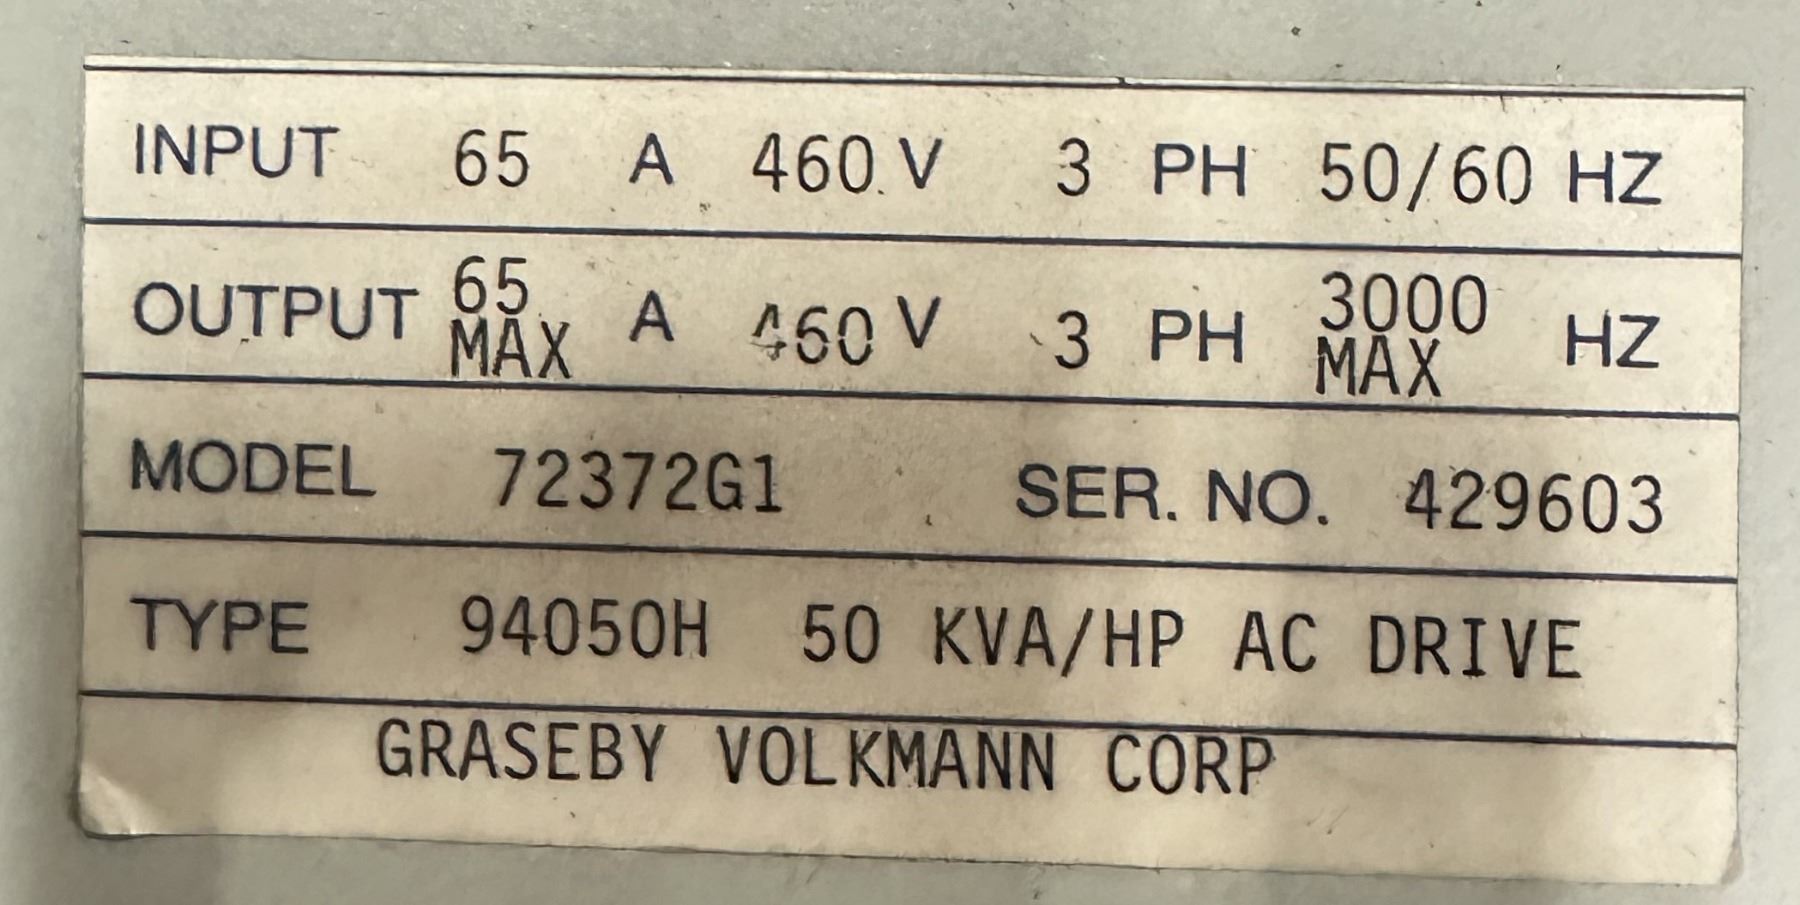 INPUT 65 A 460 V 3 PH 50/60 HZ
OUTPUT 65 MAX A 460 V 3 PH 3000 MAX HZ
MODEL 72372G1 SER. NO. 429603
TYPE 94050H 50 KVA/HP AC DRIVE
GRASEBY VOLKMANN CORP